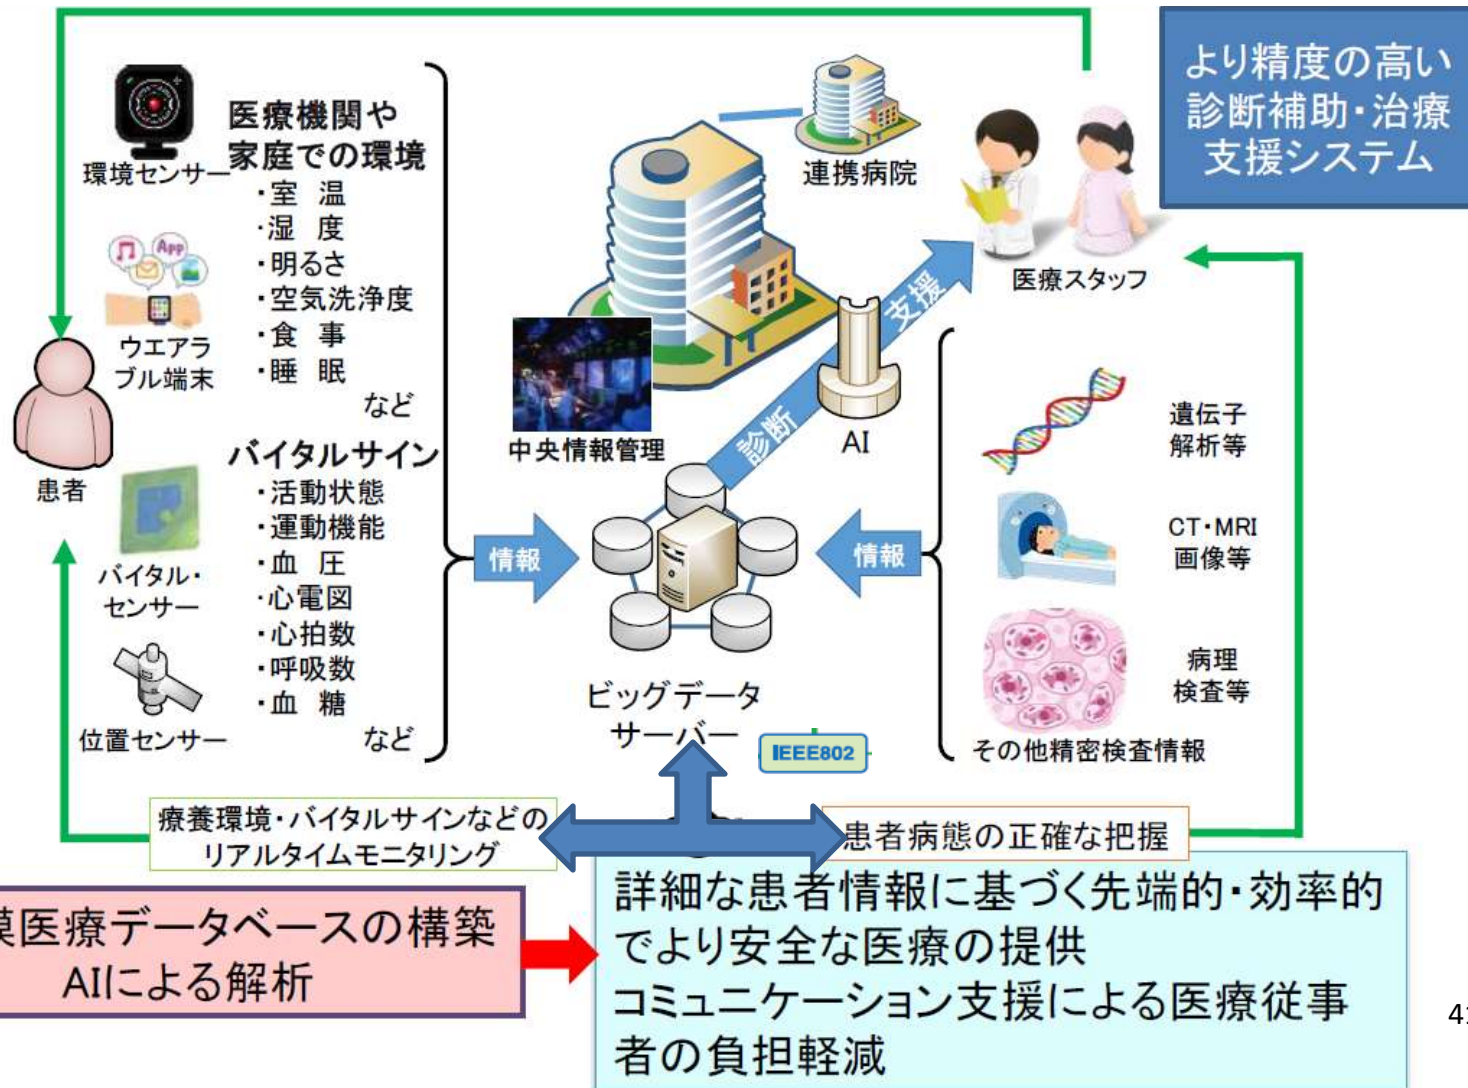 より精度の高い
診断補助・治療
支援システム
環境センサー
医療機関や
家庭での環境
・室 温
・湿 度
・明るさ
・空気洗浄度
・食 事
・睡 眠
など
App
ウエアラ
ブル端末
患者
バイタルサイン
・活動状態
・運動機能
・血 圧
・心電図
・心拍数
・呼吸数
・血 糖
など
バイタル・
センサー
位置センサー
情報
連携病院
医療スタッフ
中央情報管理
診断
支援
AI
ビッグデータ
サーバー
IEEE802
情報
遺伝子
解析等
CT・MRI
画像等
病理
検査等
その他精密検査情報
療養環境・バイタルサインなどの
リアルタイムモニタリング
患者病態の正確な把握
医療データベースの構築
AIによる解析
詳細な患者情報に基づく先端的・効率的
でより安全な医療の提供
コミュニケーション支援による医療従事
者の負担軽減